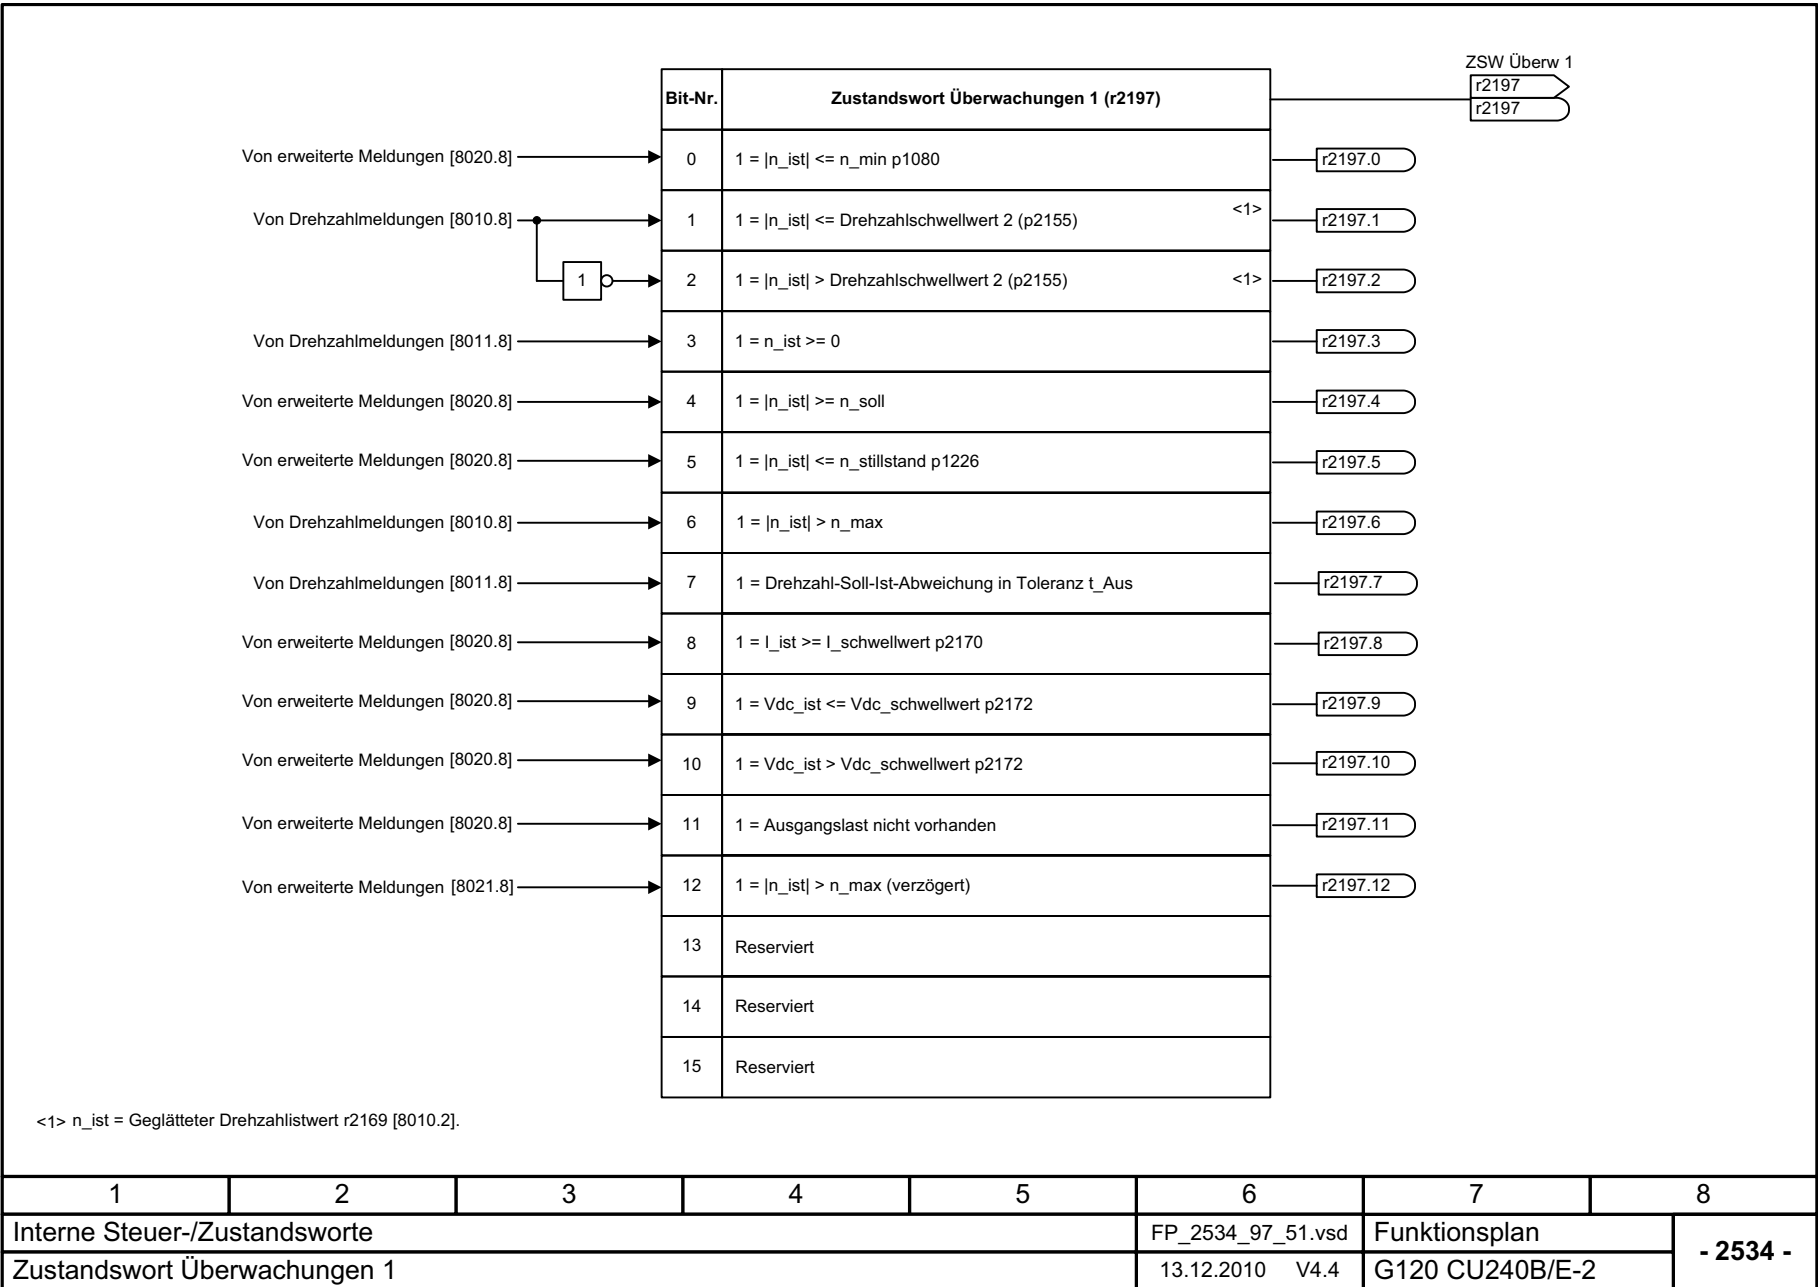 ZSW Überw 1
Bit-Nr. Zustandswort Überwachungen 1 (r2197) r2197
r2197
Von erweiterte Meldungen [8020.8] 0 1 = |n_ist| <= n_min p1080 r2197.0
Von Drehzahlmeldungen [8010.8] 1 1 = |n_ist| <= Drehzahlschwellwert 2 (p2155) <1> r2197.1
1 2 1 = |n_ist| > Drehzahlschwellwert 2 (p2155) <1> r2197.2
Von Drehzahlmeldungen [8011.8] 3 1 = n_ist >= 0 r2197.3
Von erweiterte Meldungen [8020.8] 4 1 = |n_ist| >= n_soll r2197.4
Von erweiterte Meldungen [8020.8] 5 1 = |n_ist| <= n_stillstand p1226 r2197.5
Von Drehzahlmeldungen [8010.8] 6 1 = |n_ist| > n_max r2197.6
Von Drehzahlmeldungen [8011.8] 7 1 = Drehzahl-Soll-Ist-Abweichung in Toleranz t_Aus r2197.7
Von erweiterte Meldungen [8020.8] 8 1 = I_ist >= I_schwellwert p2170 r2197.8
Von erweiterte Meldungen [8020.8] 9 1 = Vdc_ist <= Vdc_schwellwert p2172 r2197.9
Von erweiterte Meldungen [8020.8] 10 1 = Vdc_ist > Vdc_schwellwert p2172 r2197.10
Von erweiterte Meldungen [8020.8] 11 1 = Ausgangslast nicht vorhanden r2197.11
Von erweiterte Meldungen [8021.8] 12 1 = |n_ist| > n_max (verzögert) r2197.12
13 Reserviert
14 Reserviert
15 Reserviert
<1> n_ist = Geglätteter Drehzahlistwert r2169 [8010.2].
1 2 3 4 5 6 7 8
Interne Steuer-/Zustandsworte FP_2534_97_51.vsd Funktionsplan - 2534 -
Zustandswort Überwachungen 1 13.12.2010 V4.4 G120 CU240B/E-2